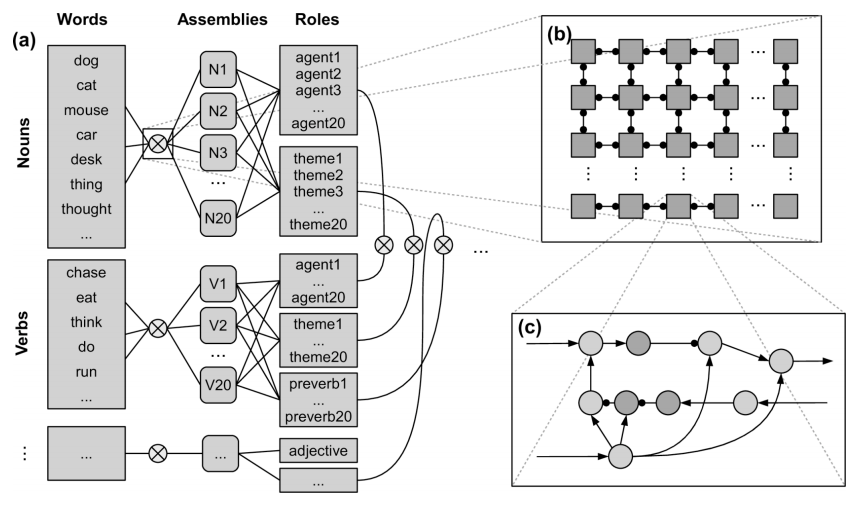 Words
Assemblies
Roles
(a)
Nouns
dog
cat
mouse
car
desk
thing
thought
...
N1
N2
N3
...
N20
agent1
agent2
agent3
...
agent20
theme1
theme2
theme3
...
theme20
Verbs
chase
eat
think
do
run
...
V1
V2
...
V20
agent1
...
agent20
theme1
...
theme20
preverb1
...
preverb20
...
...
...
...
adjective
...
(b)
...
...
...
...
...
...
...
...
...
(c)